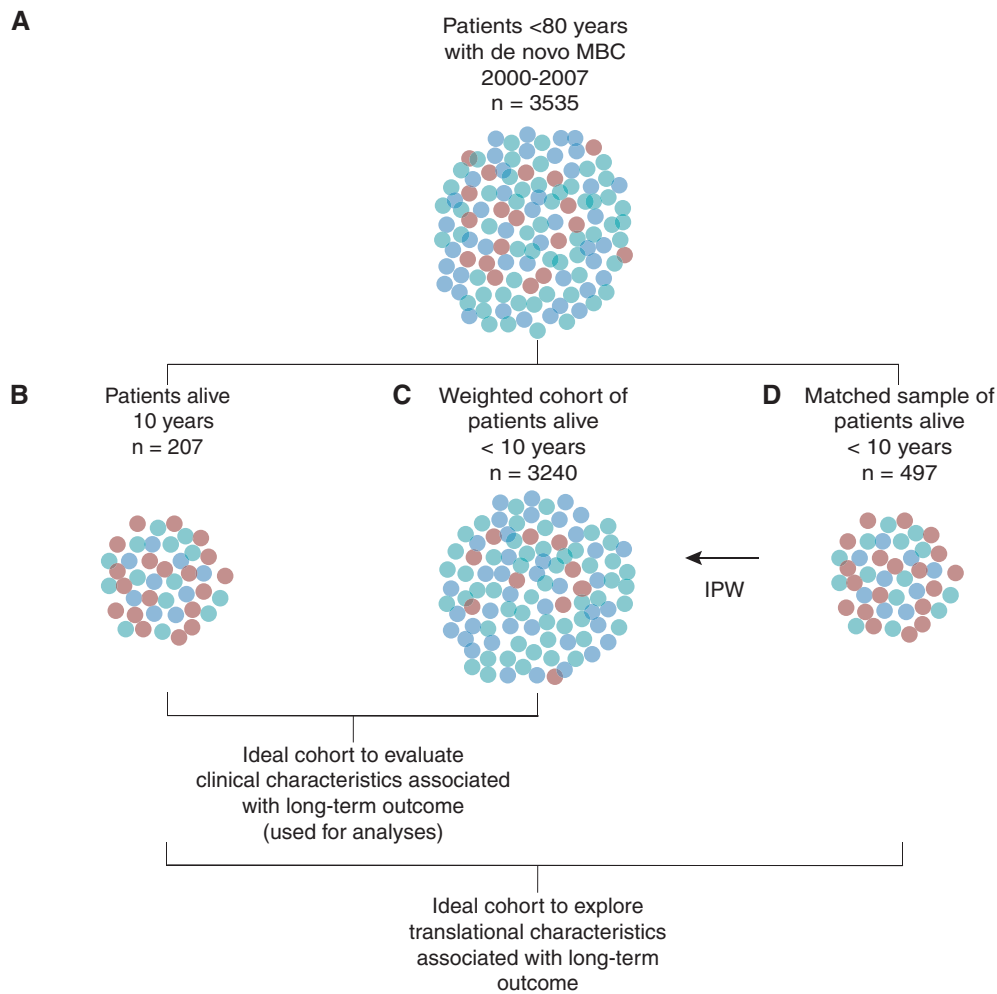 A
Patients <80 years
with de novo MBC
2000-2007
n = 3535
B
Patients alive
10 years
n = 207
C
Weighted cohort of
patients alive
< 10 years
n = 3240
D
Matched sample of
patients alive
< 10 years
n = 497
IPW
Ideal cohort to evaluate
clinical characteristics associated
with long-term outcome
(used for analyses)
Ideal cohort to explore
translational characteristics
associated with long-term
outcome